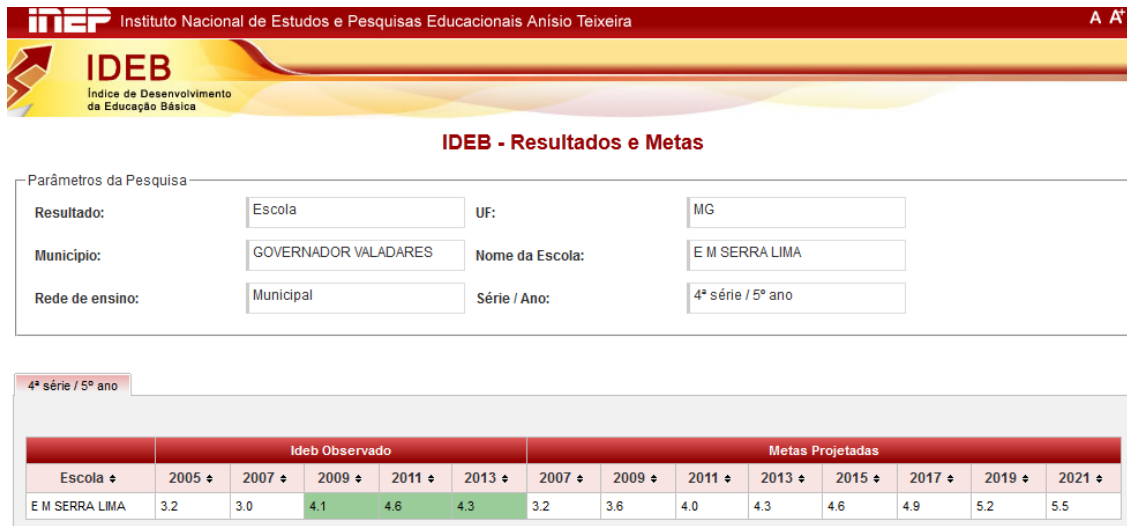 INEP Instituto Nacional de Estudos e Pesquisas Educacionais Anísio Teixeira A A+
IDEB
Índice de Desenvolvimento
da Educação Básica
IDEB - Resultados e Metas
Parâmetros da Pesquisa
Resultado: Escola UF: MG
Município: GOVERNADOR VALADARES Nome da Escola: E M SERRA LIMA
Rede de ensino: Municipal Série / Ano: 4ª série / 5º ano
4ª série / 5º ano
Ideb Observado Metas Projetadas
Escola 2005 2007 2009 2011 2013 2007 2009 2011 2013 2015 2017 2019 2021
E M SERRA LIMA 3.2 3.0 4.1 4.6 4.3 3.2 3.6 4.0 4.3 4.6 4.9 5.2 5.5